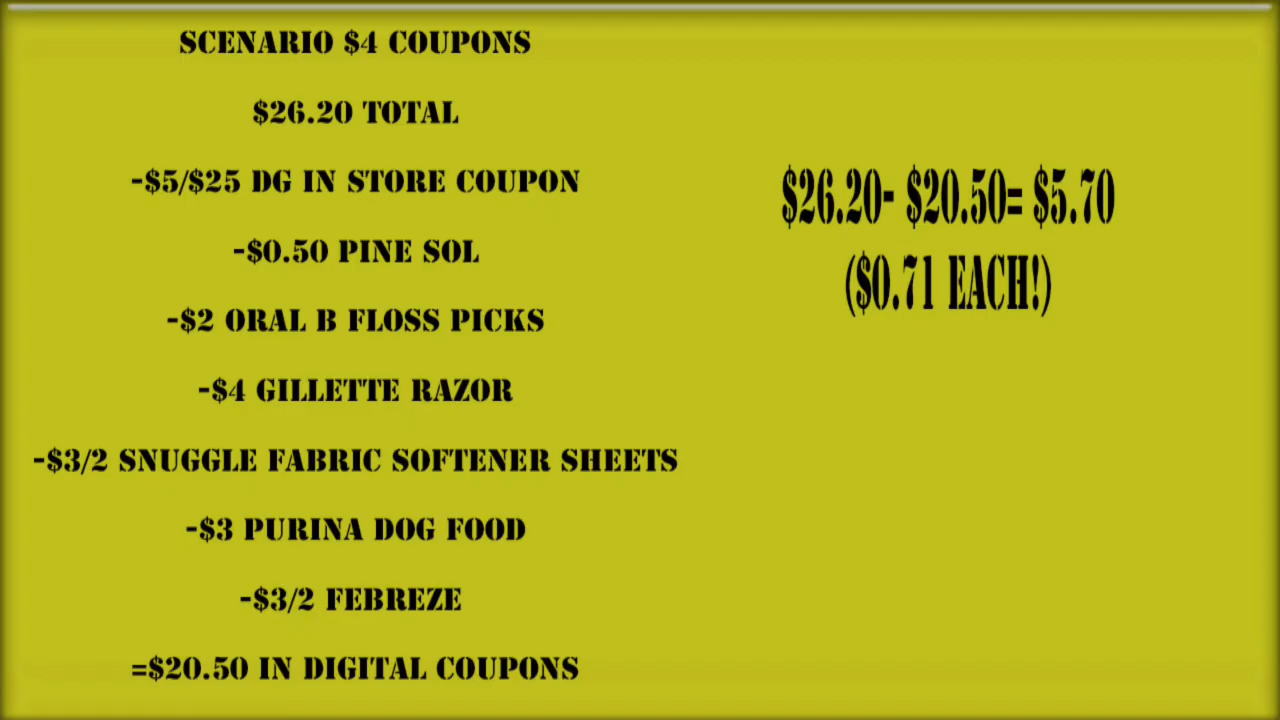 SCENARIO $4 COUPONS
$26.20 TOTAL
-$5/$25 DG IN STORE COUPON
-$0.50 PINE SOL
-$2 ORAL B FLOSS PICKS
-$4 GILLETTE RAZOR
-$3/2 SNUGGLE FABRIC SOFTENER SHEETS
-$3 PURINA DOG FOOD
-$3/2 FEBREZE
=$20.50 IN DIGITAL COUPONS
$26.20- $20.50= $5.70
($0.71 EACH!)